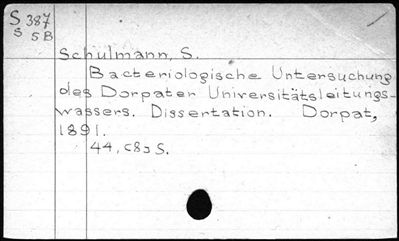 S 387
S 5B
Schulmann, S.
Bacteriologische Untersuchung
des Dorpater Universitätsleitungs-
wassers. Dissertation. Dorpat,
1891.
44, [8] S.